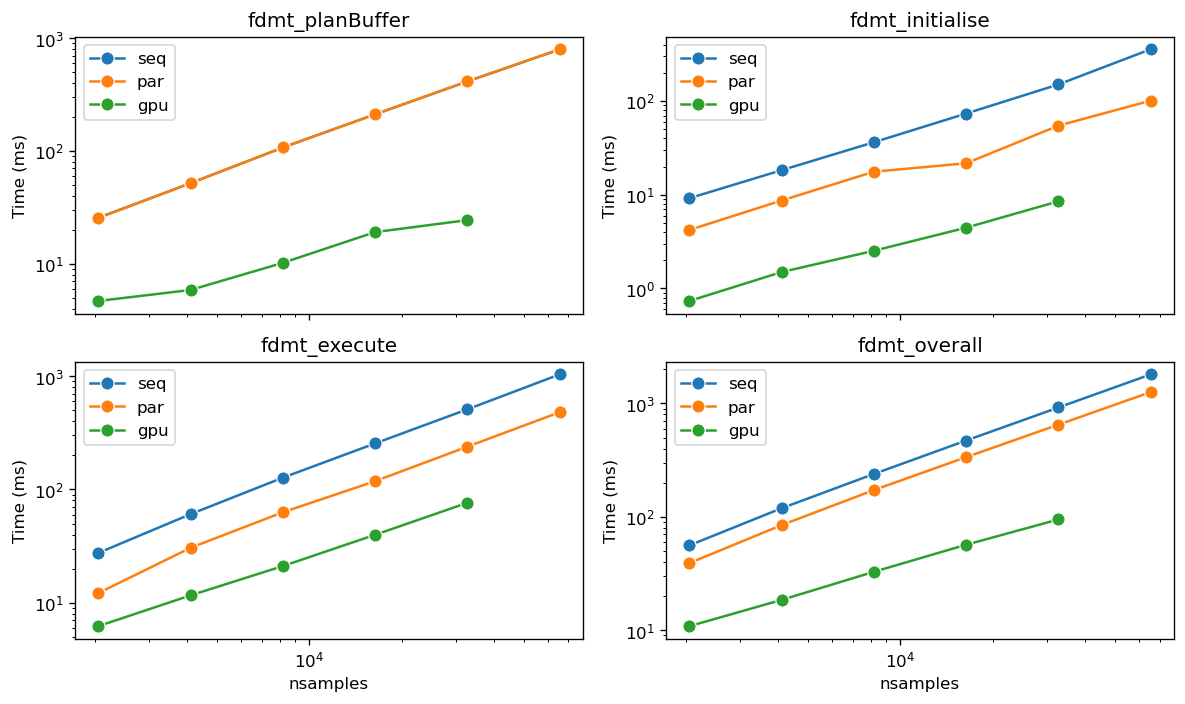 fdmt_planBuffer
Time (ms)
10³
10²
10¹
seq
par
gpu
fdmt_initialise
Time (ms)
10²
10¹
10⁰
seq
par
gpu
fdmt_execute
Time (ms)
10³
10²
10¹
seq
par
gpu
10⁴
nsamples
fdmt_overall
Time (ms)
10³
10²
10¹
seq
par
gpu
10⁴
nsamples